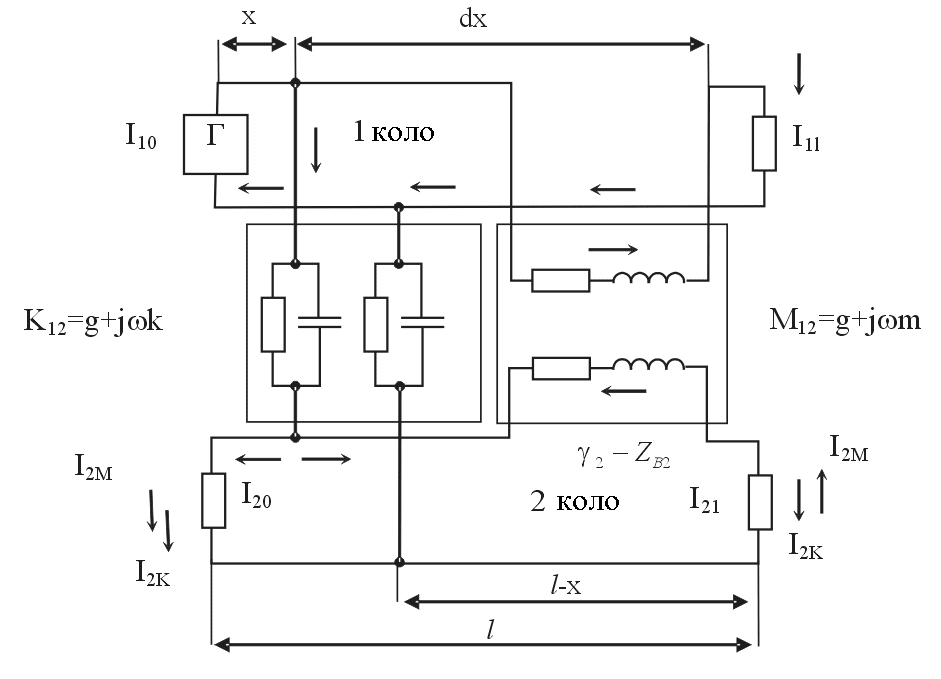 x
dx
I10
Г
1 коло
I1l
K12=g+jωk
M12=g+jωm
γ2 – ZB2
I2M
I20
2 коло
I21
I2M
I2K
I2K
l-x
l